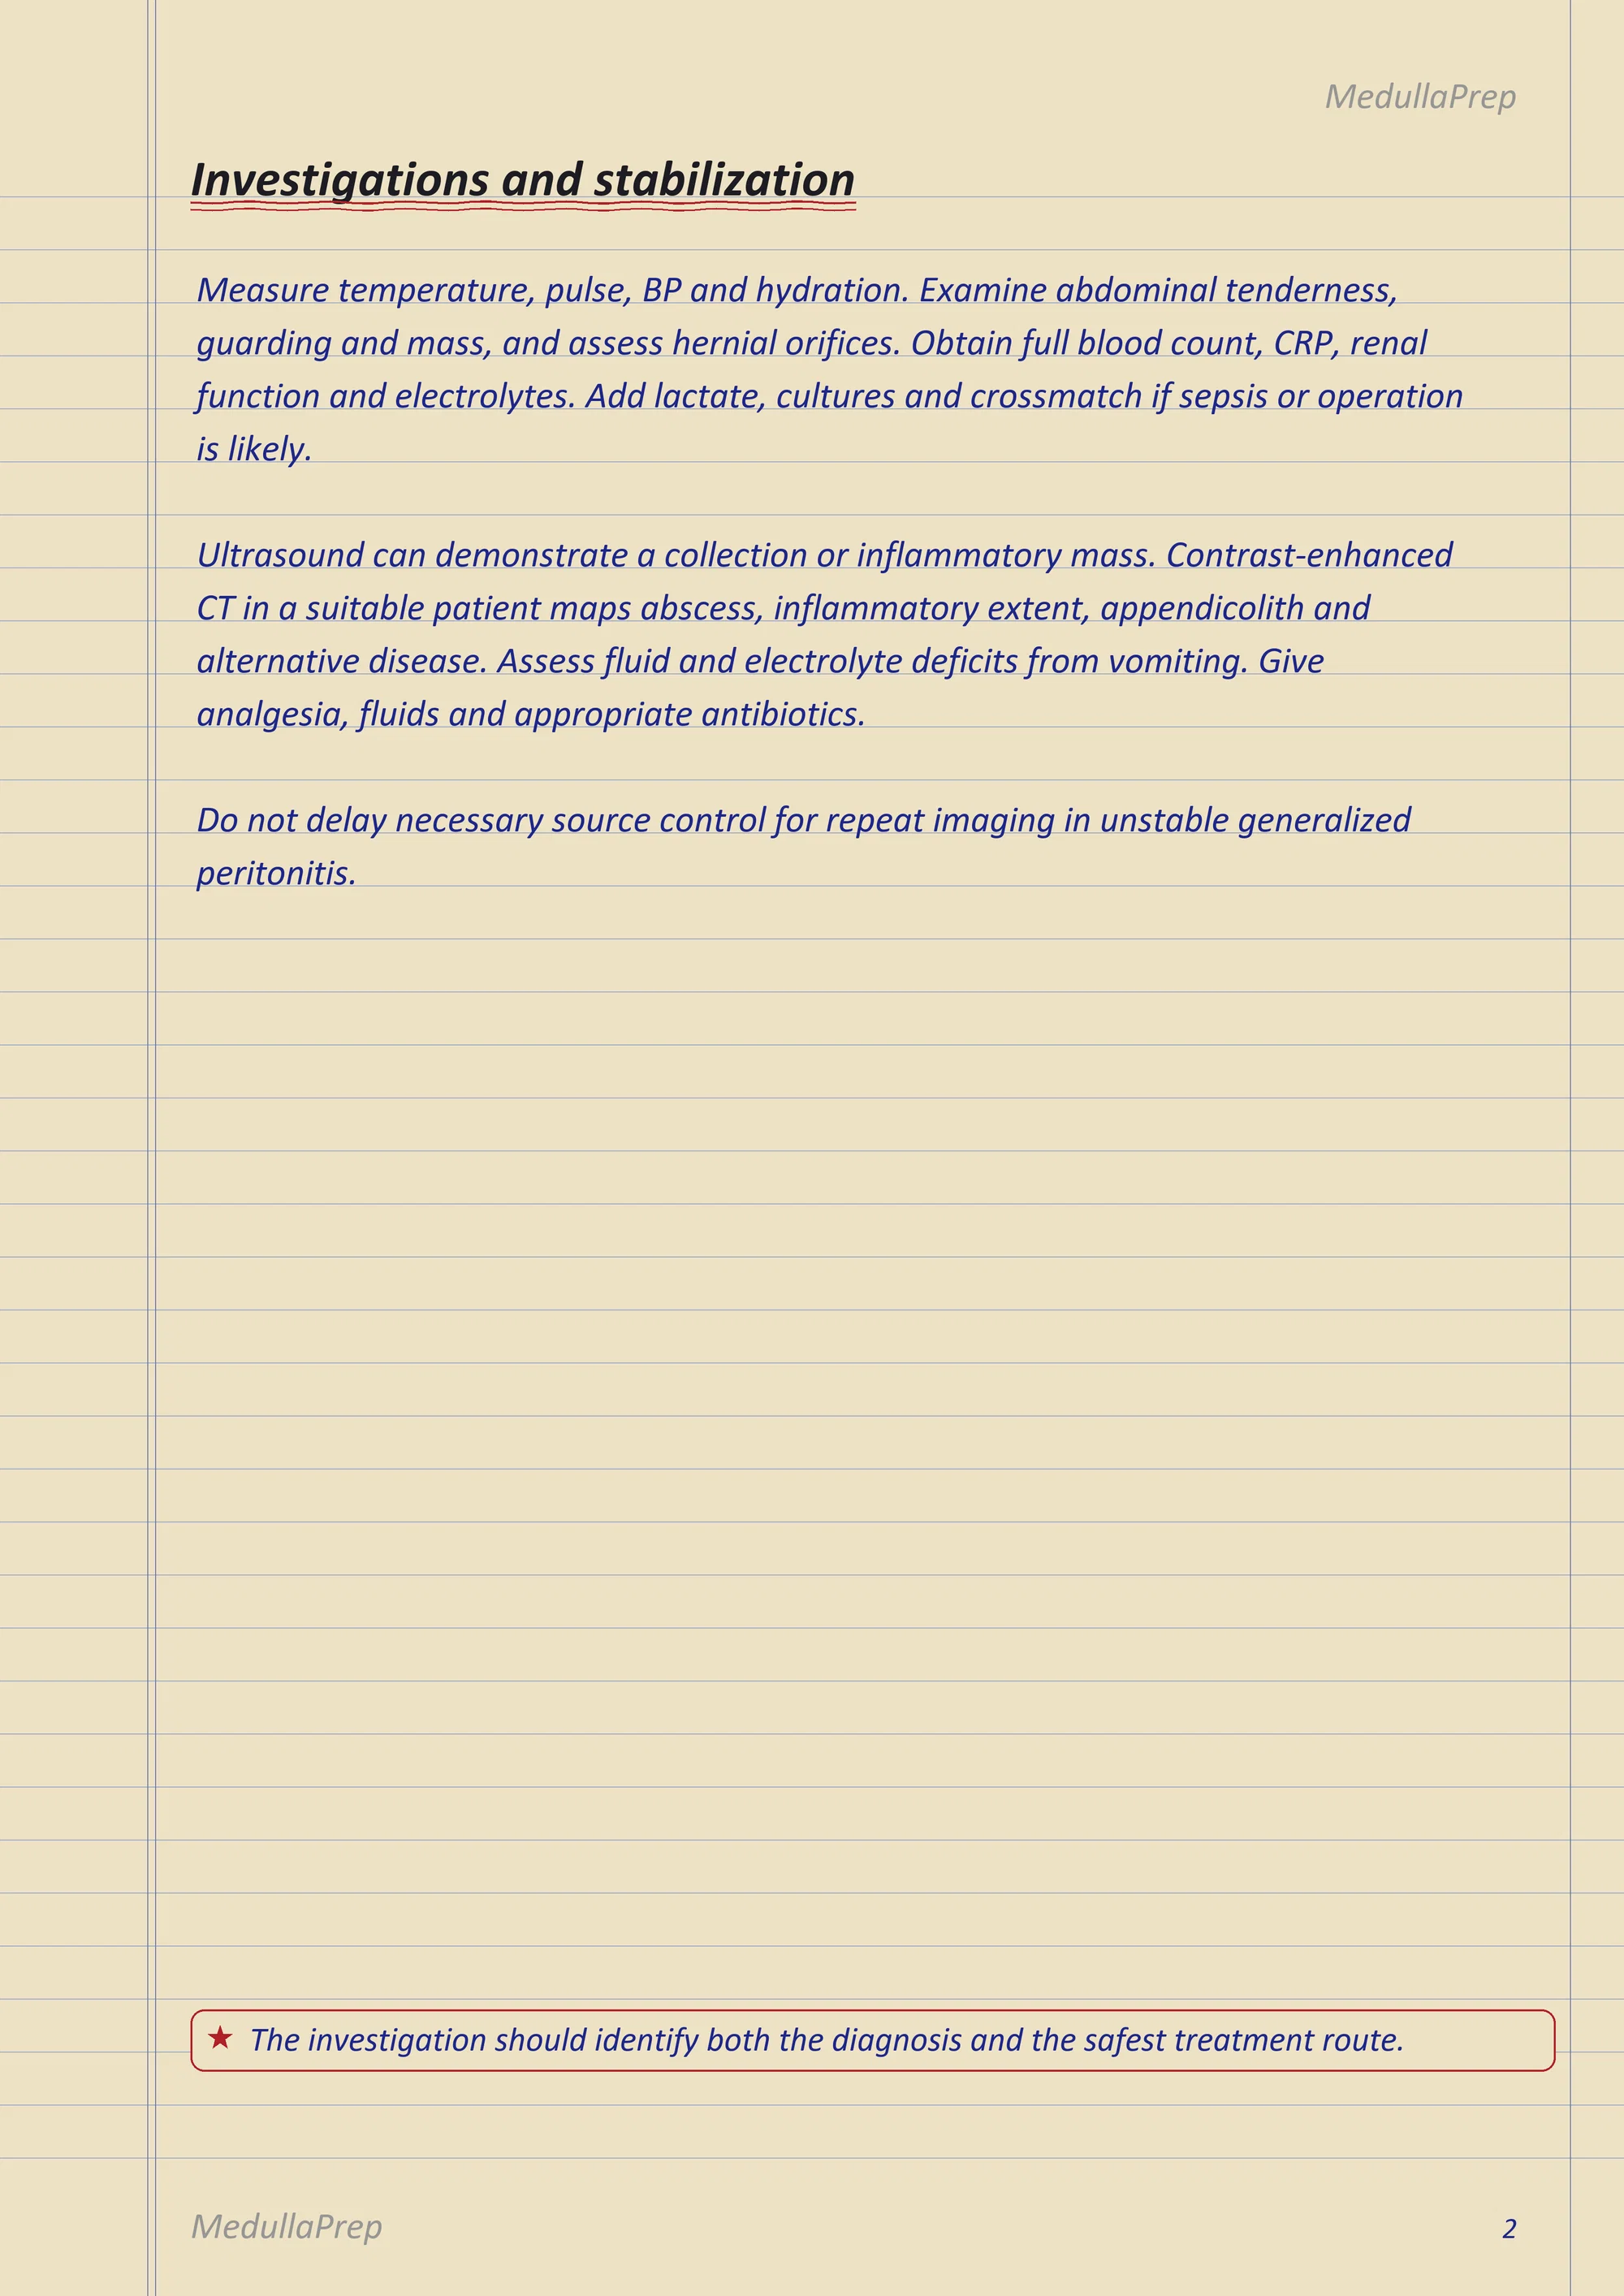 MedullaPrep
Investigations and stabilization
Measure temperature, pulse, BP and hydration. Examine abdominal tenderness,
guarding and mass, and assess hernial orifices. Obtain full blood count, CRP, renal
function and electrolytes. Add lactate, cultures and crossmatch if sepsis or operation
is likely.
Ultrasound can demonstrate a collection or inflammatory mass. Contrast-enhanced
CT in a suitable patient maps abscess, inflammatory extent, appendicolith and
alternative disease. Assess fluid and electrolyte deficits from vomiting. Give
analgesia, fluids and appropriate antibiotics.
Do not delay necessary source control for repeat imaging in unstable generalized
peritonitis.
★ The investigation should identify both the diagnosis and the safest treatment route.
MedullaPrep
2